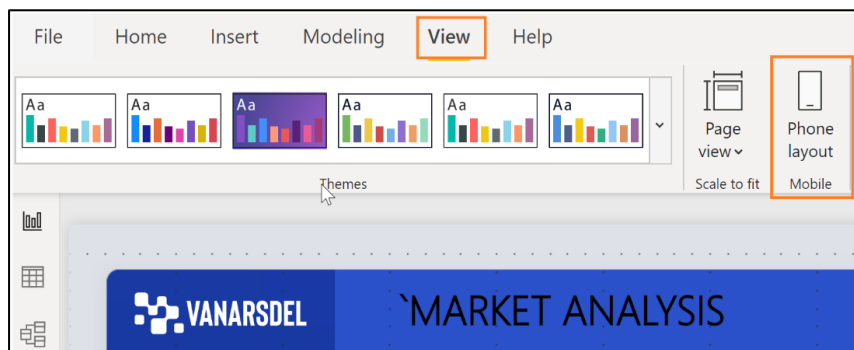 File Home Insert Modeling View Help
Aa Aa Aa Aa Aa Aa
Page view
Phone layout
Themes Scale to fit Mobile
VANARSDEL `MARKET ANALYSIS